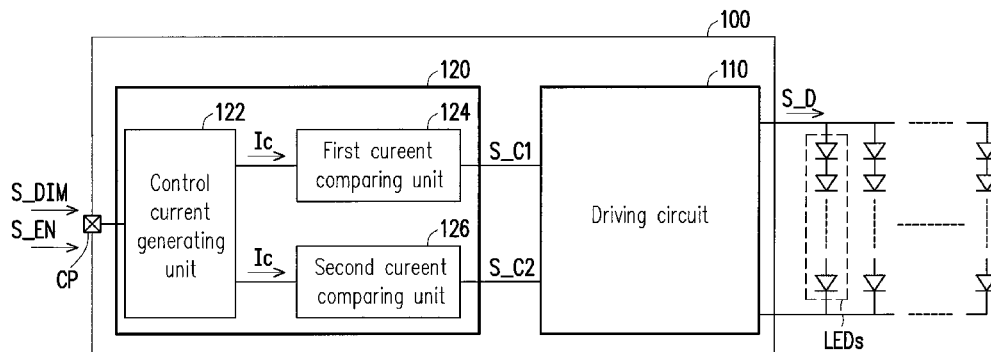 100
120
110
122
124
S_D
Ic
First cureent
comparing unit
S_C1
Control
current
generating
unit
S_DIM
S_EN
CP
Driving circuit
126
Ic
Second cureent
comparing unit
S_C2
LEDs